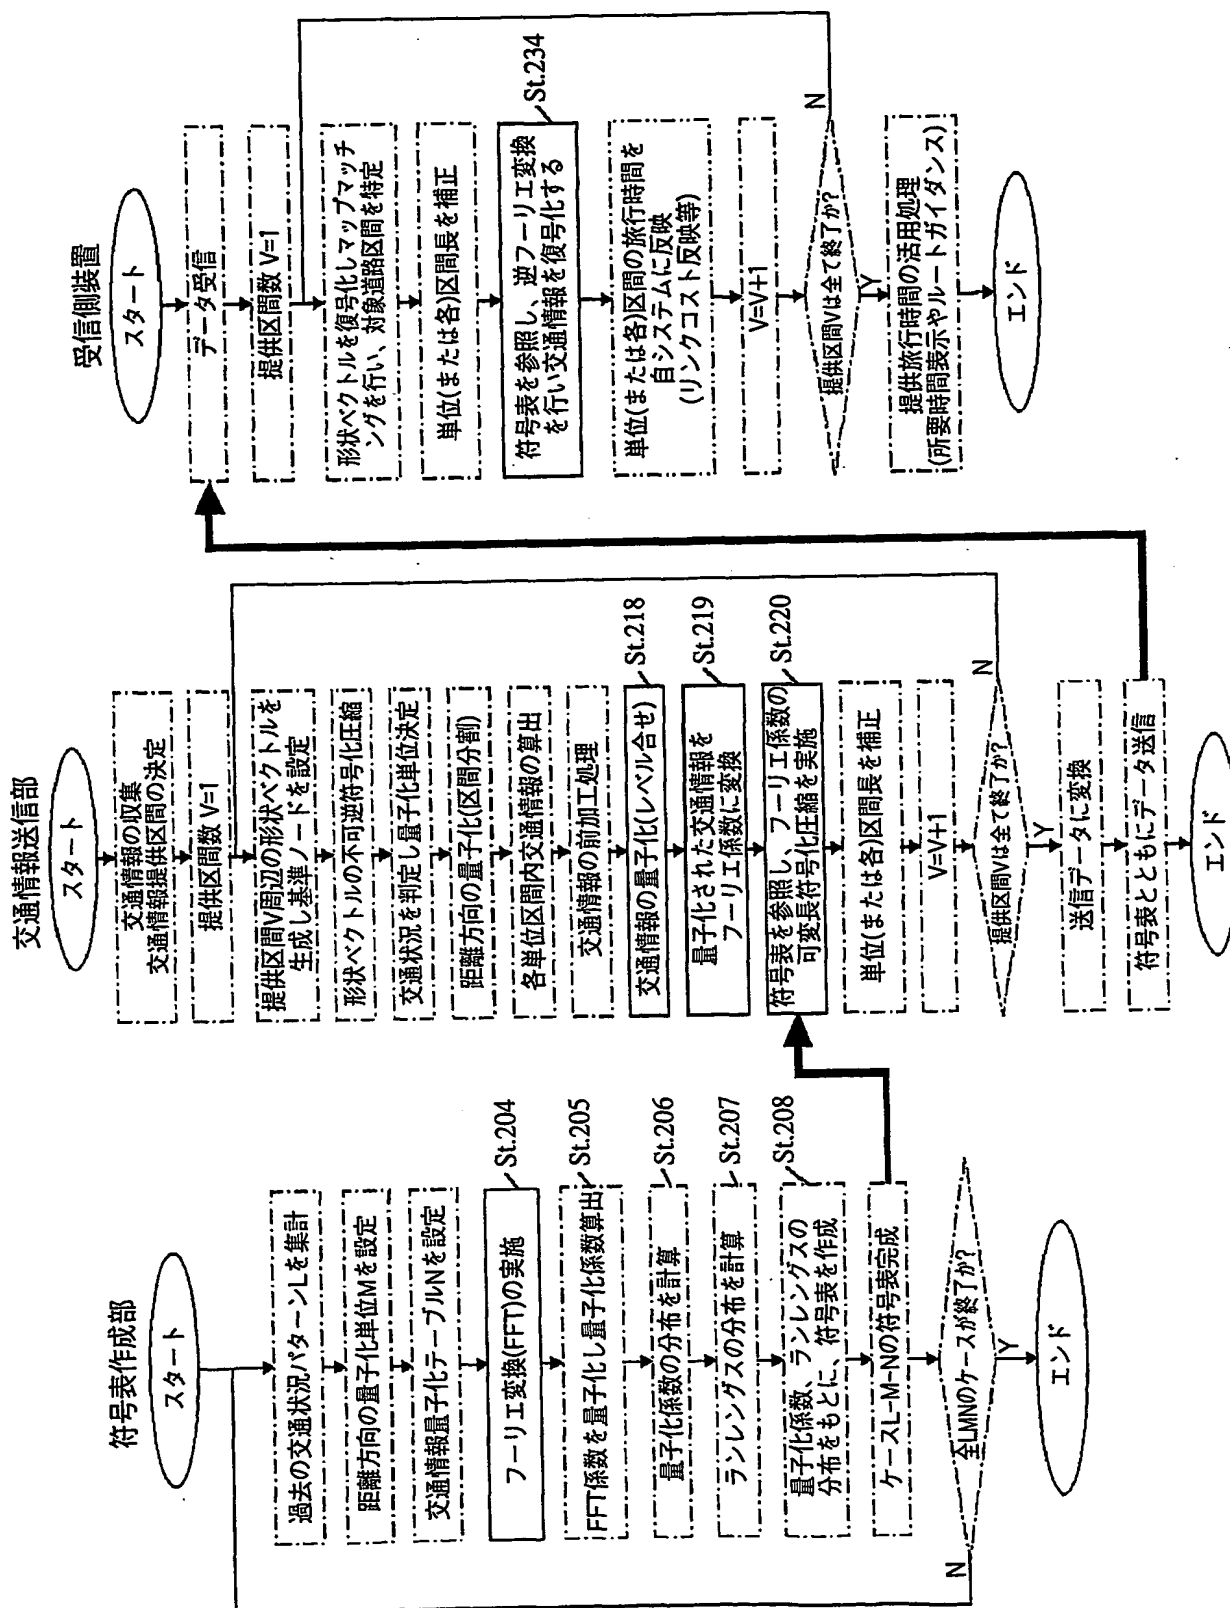 符号表作成部
スタート
過去の交通状況パターンLを集計
距離方向の量子化単位Mを設定
交通情報量子化テーブルNを設定
フーリエ変換(FFT)の実施
St.204
FFT係数を量子化し量子化係数算出
St.205
量子化係数の分布を計算
St.206
ランレングスの分布を計算
St.207
量子化係数、ランレングスの
分布をもとに、符号表を作成
St.208
ケースL-M-Nの符号表完成
全LMNのケースが終了か?
N
Y
エンド
交通情報送信部
スタート
交通情報の収集
交通情報提供区間の決定
提供区間数 V=1
提供区間V周辺の形状ベクトルを
生成し基準ノードを設定
形状ベクトルの不可逆符号化圧縮
交通状況を判定し量子化単位決定
距離方向の量子化(区間分割)
各単位区間内交通情報の算出
交通情報の前加工処理
交通情報の量子化(レベル合せ)
St.218
量子化された交通情報を
フーリエ係数に変換
St.219
符号表を参照し、フーリエ係数の
可変長符号化圧縮を実施
St.220
単位(または各)区間長を補正
V=V+1
提供区間Vは全て終了か?
N
Y
送信データに変換
符号表とともにデータ送信
エンド
受信側装置
スタート
データ受信
提供区間数 V=1
形状ベクトルを復号化しマップマッチ
ングを行い、対象道路区間を特定
単位(または各)区間長を補正
符号表を参照し、逆フーリエ変換
を行い交通情報を復号化する
St.234
単位(または各)区間の旅行時間を
自システムに反映
(リンクコスト反映等)
V=V+1
提供区間Vは全て終了か?
N
Y
提供旅行時間の活用処理
(所要時間表示やルートガイダンス)
エンド